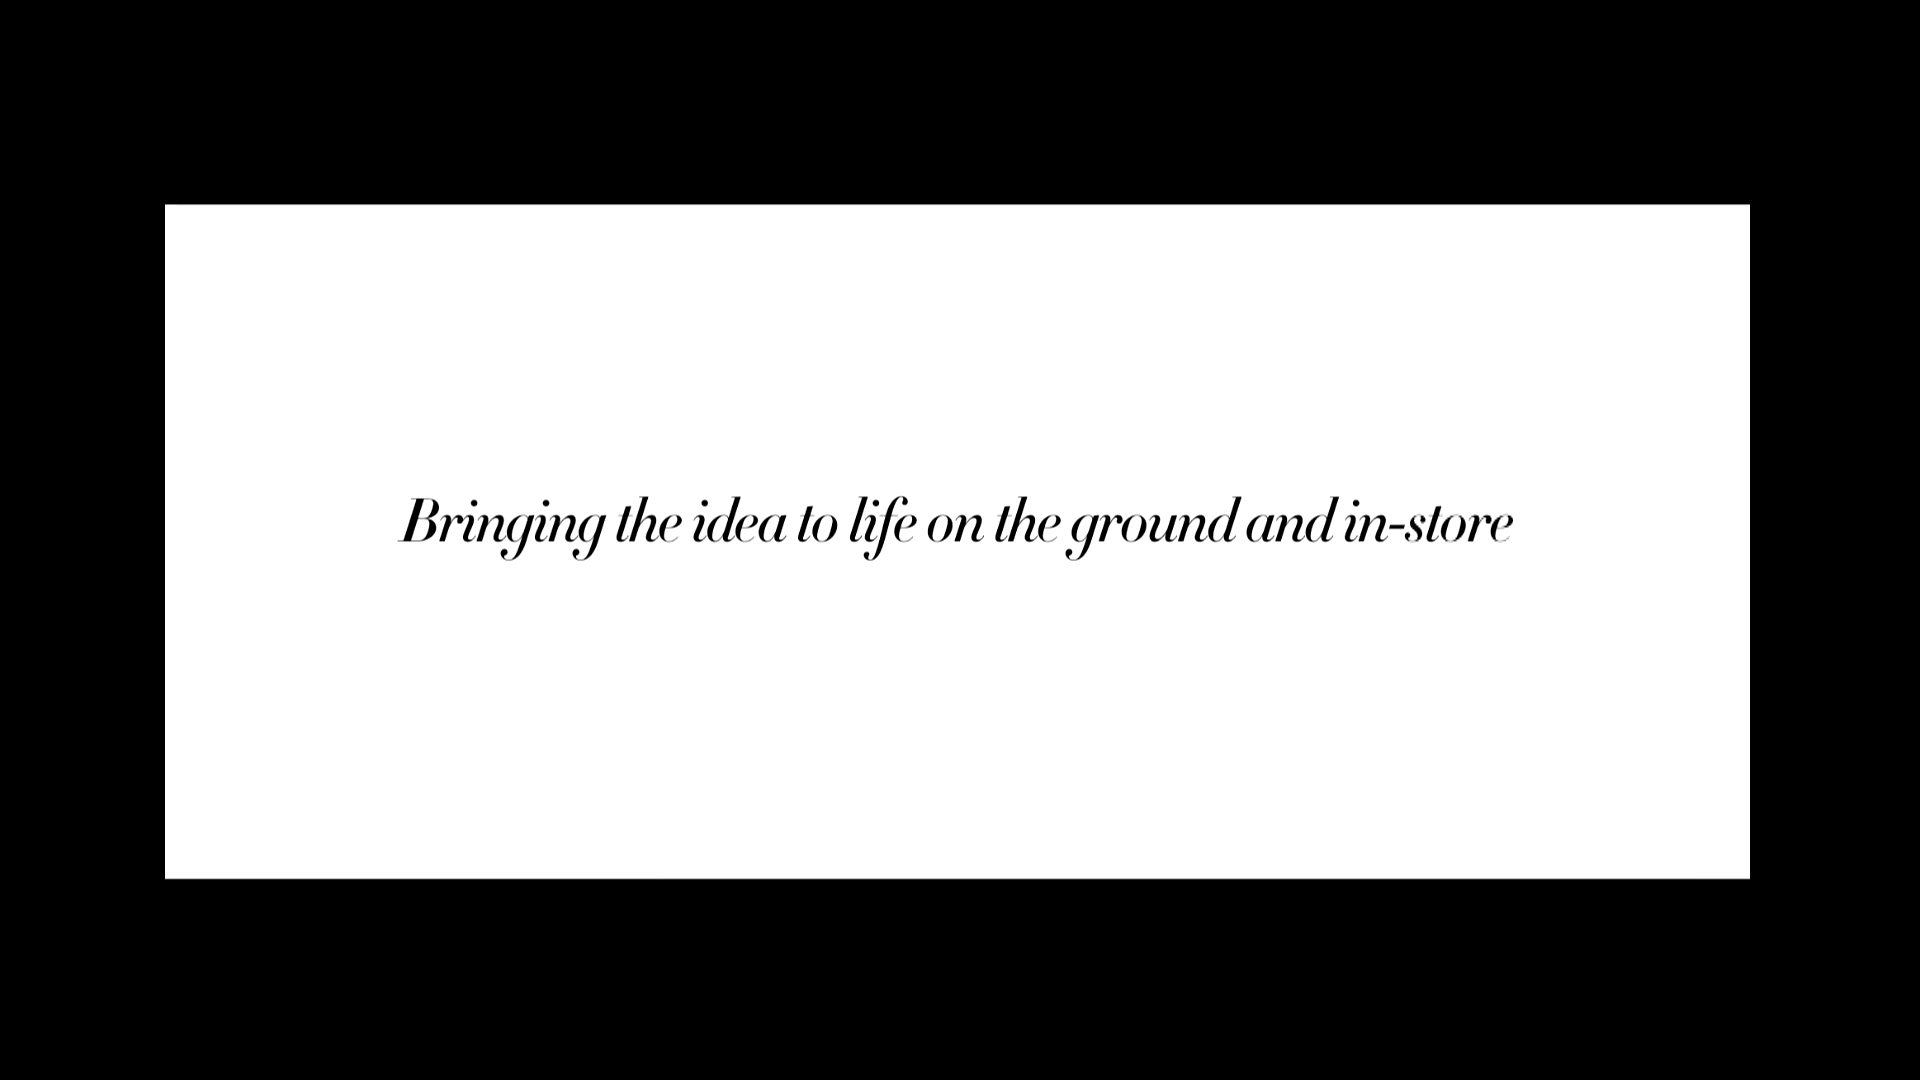 Bringing the idea to life on the ground and in-store